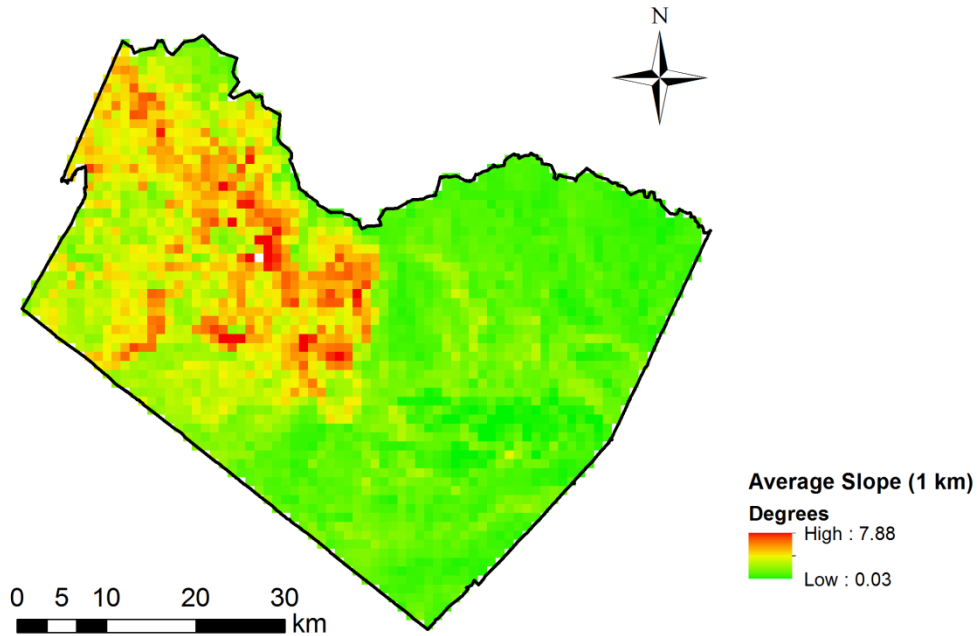 N
Average Slope (1 km)
Degrees
High : 7.88
Low : 0.03
0 5 10 20 30
km